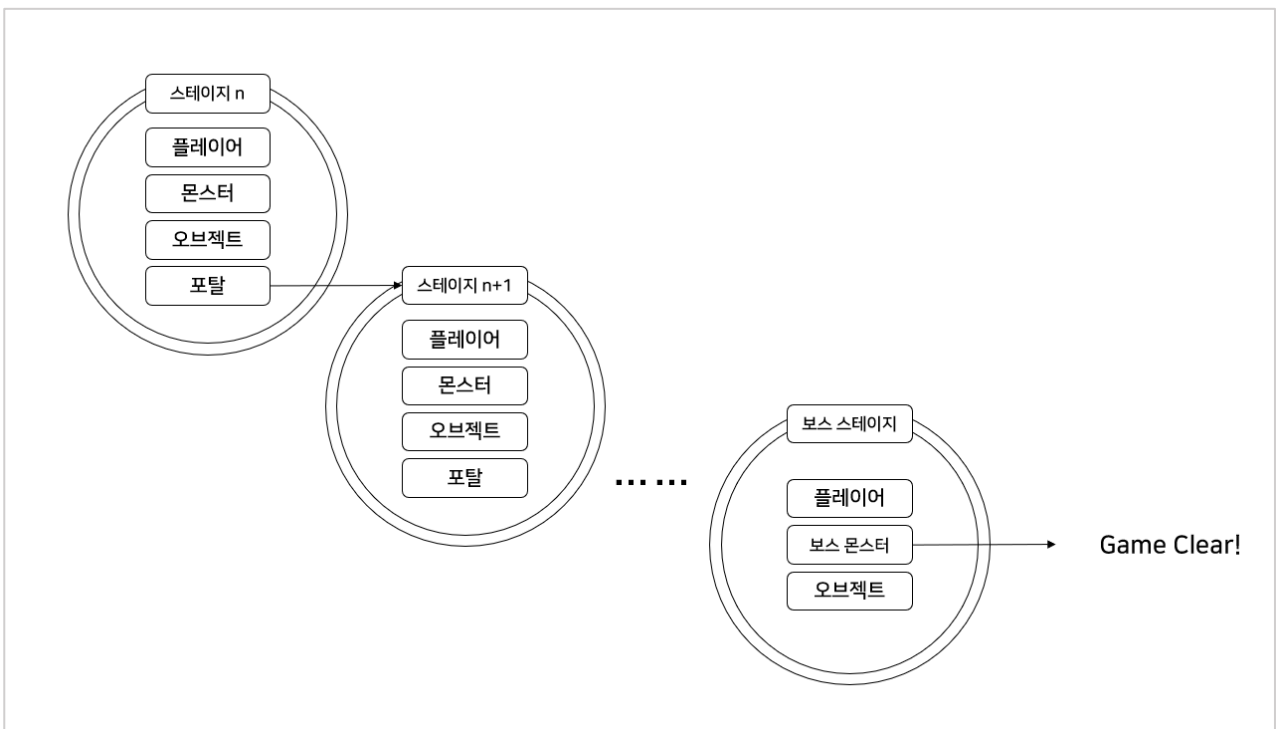 스테이지 n
플레이어
몬스터
오브젝트
포탈
스테이지 n+1
플레이어
몬스터
오브젝트
포탈
... ...
보스 스테이지
플레이어
보스 몬스터
오브젝트
Game Clear!